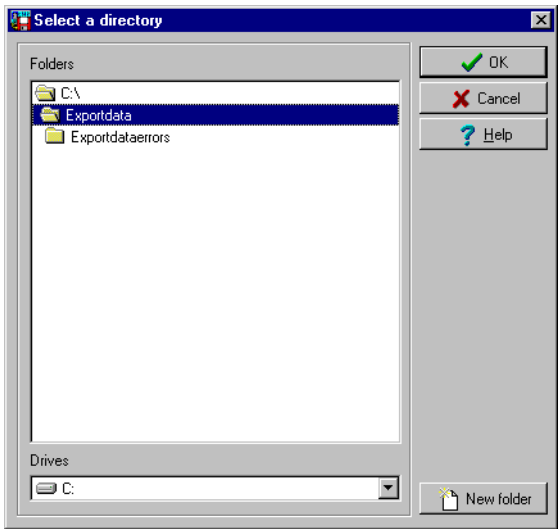 Select a directory
Folders
C:\
Exportdata
Exportdataerrors
Drives
C:
OK
Cancel
Help
New folder